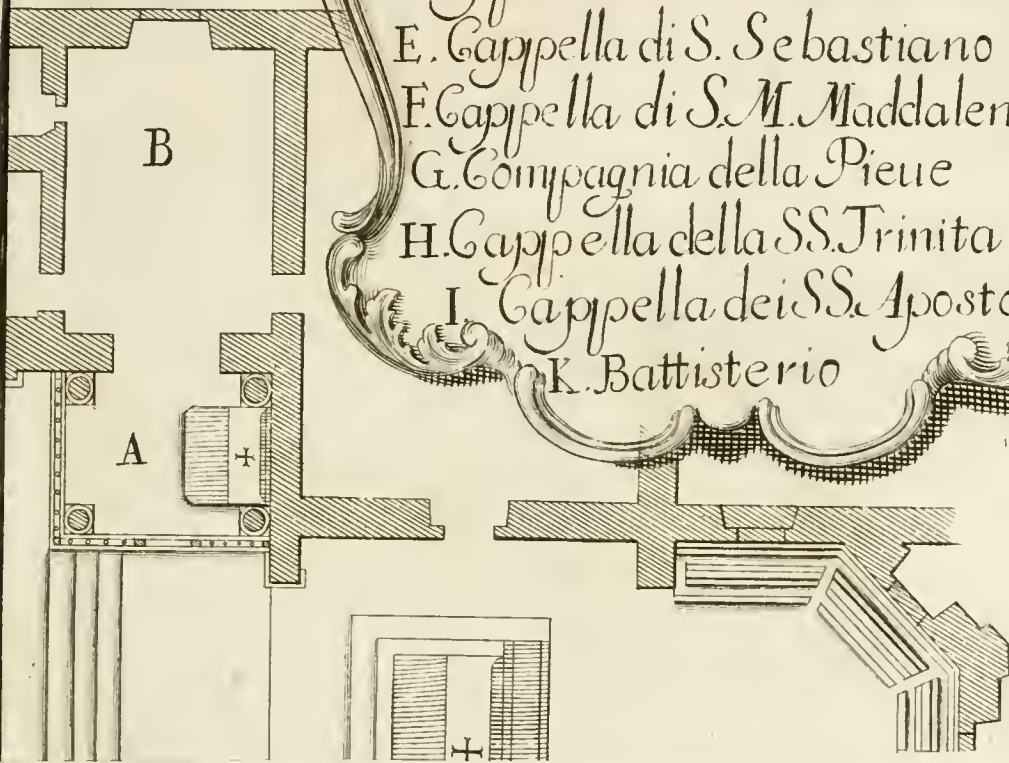 E. Cappella di S. Sebastiano
F. Cappella di S. M. Maddalen
G. Compagnia della Pieue
H. Cappella della SS. Trinita
I. Cappella dei SS. Aposto
K. Battisterio
B
A